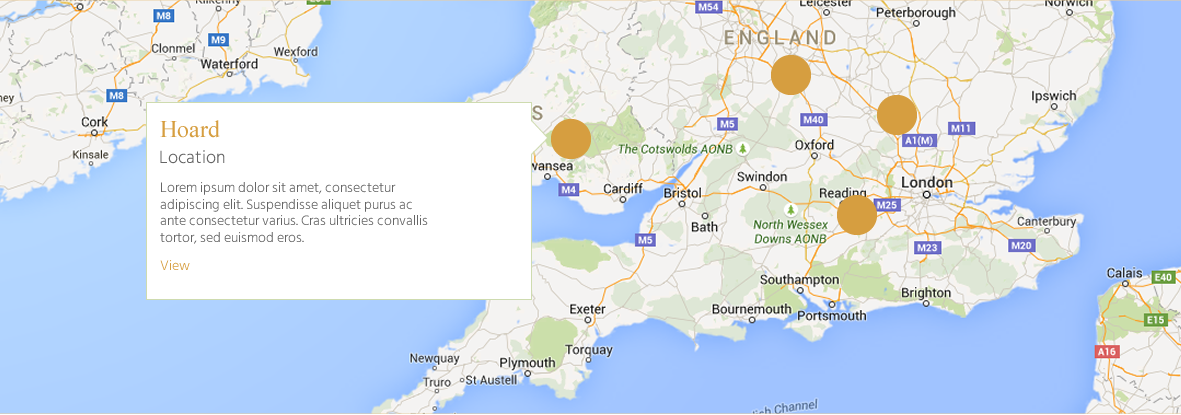 Kilkenny
M8
M9
Clonmel
Wexford
Waterford
M8
Cork
Kinsale
Hoard
Location
Lorem ipsum dolor sit amet, consectetur
adipiscing elit. Suspendisse aliquet purus ac
ante consectetur varius. Cras ultricies convallis
tortor, sed euismod eros.
View
M54
Leicester
Peterborough
Norwich
ENGLAND
S
Ipswich
M5
M40
M11
A1(M)
The Cotswolds AONB
Oxford
wansea
M4
Cardiff
Bristol
Swindon
London
Reading
M25
Bath
North Wessex
Downs AONB
Canterbury
M5
M23
M20
Southampton
Calais
E40
Brighton
Exeter
Bournemouth
Portsmouth
E15
Newquay
Plymouth
Torquay
A16
Truro
St Austell
lish Channel